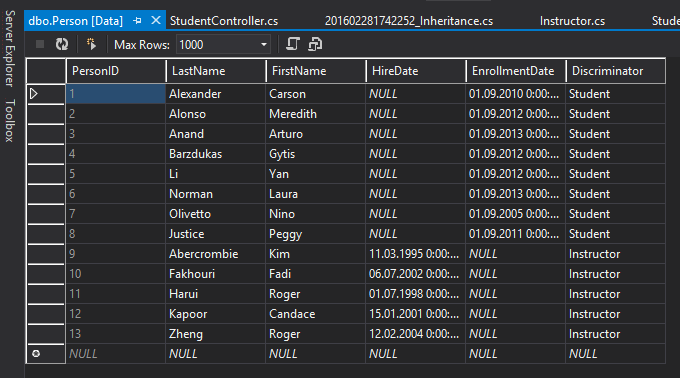 dbo.Person [Data] StudentController.cs 201602281742252_Inheritance.cs Instructor.cs Stude
Server Explorer
Toolbox
Max Rows: 1000
PersonID LastName FirstName HireDate EnrollmentDate Discriminator
1 Alexander Carson NULL 01.09.2010 0:00:... Student
2 Alonso Meredith NULL 01.09.2012 0:00:... Student
3 Anand Arturo NULL 01.09.2013 0:00:... Student
4 Barzdukas Gytis NULL 01.09.2012 0:00:... Student
5 Li Yan NULL 01.09.2012 0:00:... Student
6 Norman Laura NULL 01.09.2013 0:00:... Student
7 Olivetto Nino NULL 01.09.2005 0:00:... Student
8 Justice Peggy NULL 01.09.2011 0:00:... Student
9 Abercrombie Kim 11.03.1995 0:00:... NULL Instructor
10 Fakhouri Fadi 06.07.2002 0:00:... NULL Instructor
11 Harui Roger 01.07.1998 0:00:... NULL Instructor
12 Kapoor Candace 15.01.2001 0:00:... NULL Instructor
13 Zheng Roger 12.02.2004 0:00:... NULL Instructor
NULL NULL NULL NULL NULL NULL